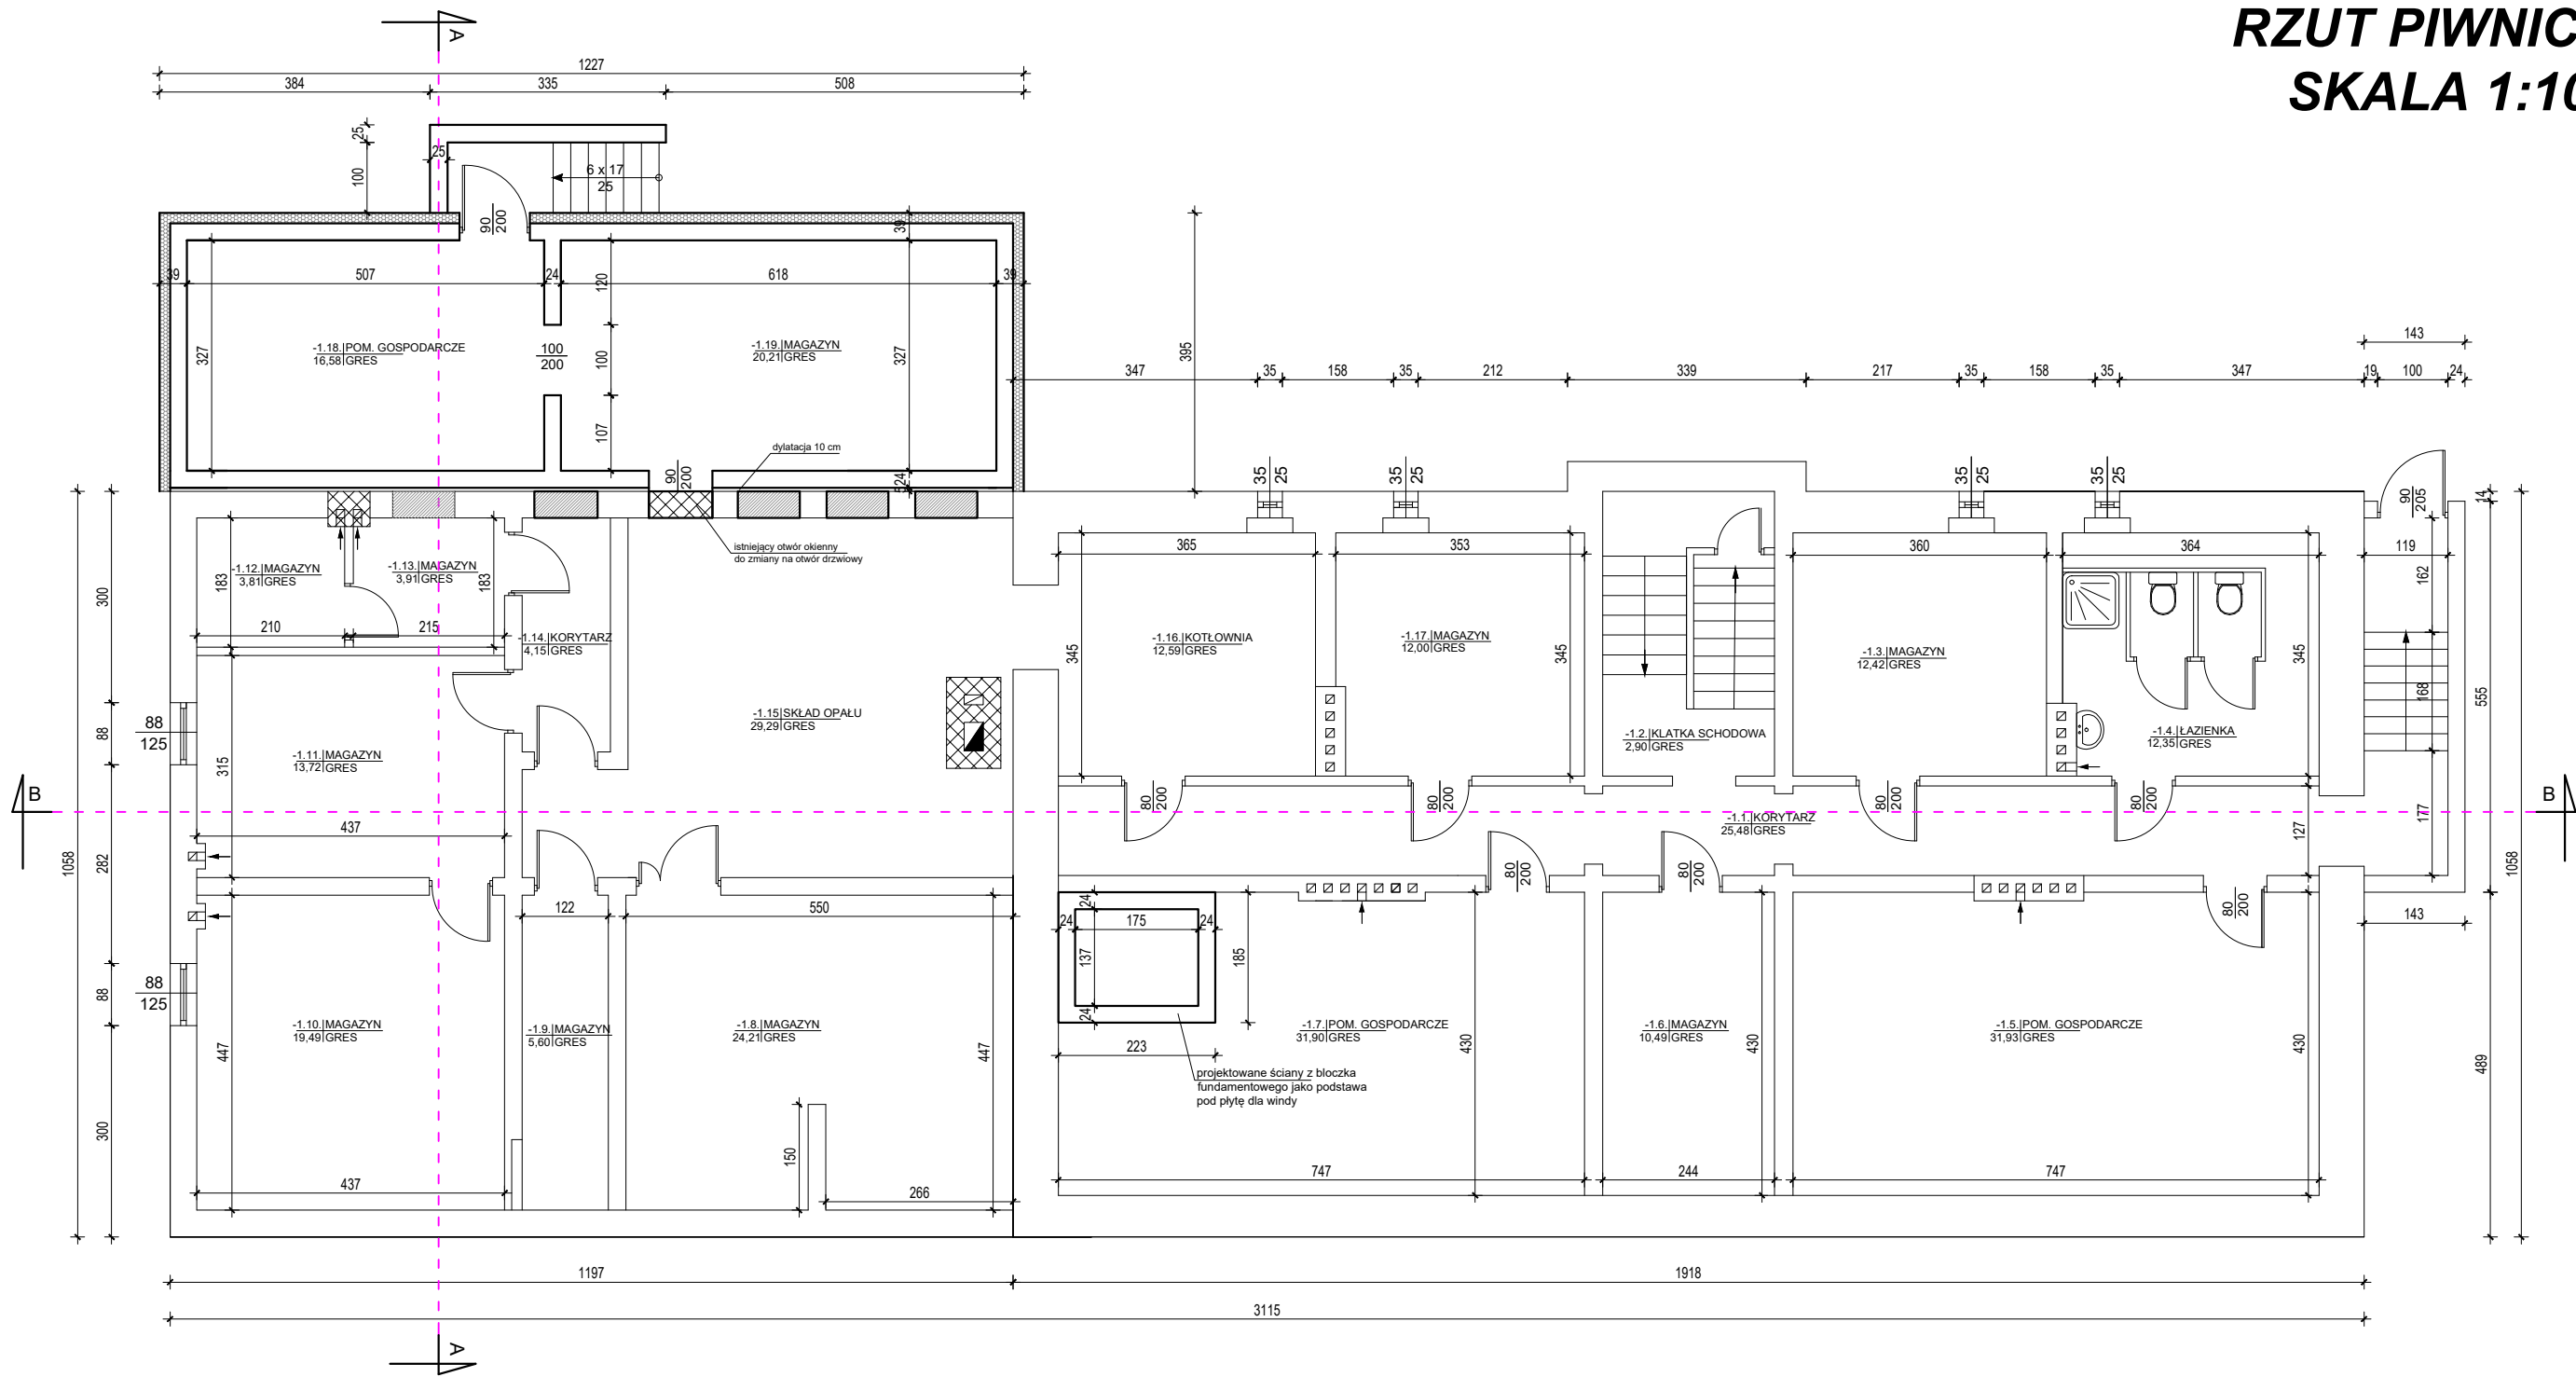 RZUT PIWNIC
SKALA 1:10
A
1227
384 335 508
25
25
100
6 x 17
25
90
200
39
39 507 24 618 39
120
327
-1.18. POM. GOSPODARCZE
16,58 GRES
100
200
100
-1.19. MAGAZYN
20,21 GRES
327
107
dylatacja 10 cm
90
200
524
395
143
347 35 158 35 212 339 217 35 158 35 347 19 100 24
35
25
35
25
35
25
35
25
90
205
14
istniejący otwór okienny
do zmiany na otwór drzwiowy
365 353 360 364 119
162
183
-1.12. MAGAZYN
3,81 GRES
-1.13. MAGAZYN
3,91 GRES
183
300
210 215
-1.14. KORYTARZ
4,15 GRES
345
-1.16. KOTŁOWNIA
12,59 GRES
-1.17. MAGAZYN
12,00 GRES
345
-1.3. MAGAZYN
12,42 GRES
345
168
555
88
125
88
-1.15 SKŁAD OPAŁU
29,29 GRES
-1.2. KLATKA SCHODOWA
2,90 GRES
-1.4. ŁAZIENKA
12,35 GRES
315
-1.11. MAGAZYN
13,72 GRES
B
80
200
80
200
80
200
80
200
B
-1.1. KORYTARZ
25,48 GRES
177
127
437
1058
282
1058
80
200
80
200
80
200
122 550
24
24 175 24
137
185
24
143
88
125
88
-1.10. MAGAZYN
19,49 GRES
-1.9. MAGAZYN
5,60 GRES
-1.8. MAGAZYN
24,21 GRES
-1.7. POM. GOSPODARCZE
31,90 GRES
-1.6. MAGAZYN
10,49 GRES
-1.5. POM. GOSPODARCZE
31,93 GRES
447
447
223
430
430
430
489
projektowane ściany z bloczka
fundamentowego jako podstawa
pod płytę dla windy
300
150
437
266
747 244 747
1197 1918
3115
A